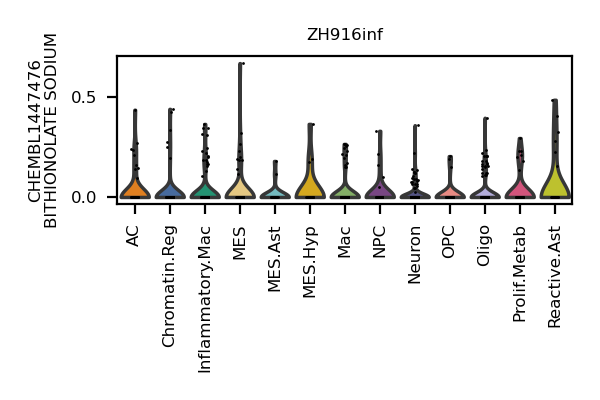 ZH916inf
CHEMBL1447476
BITHIONOLATE SODIUM
0.5
0.0
AC
Chromatin.Reg
Inflammatory.Mac
MES
MES.Ast
MES.Hyp
Mac
NPC
Neuron
OPC
Oligo
Prolif.Metab
Reactive.Ast